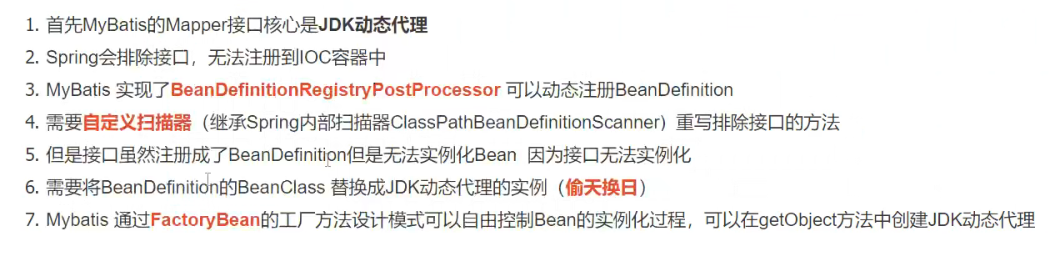 1. 首先MyBatis的Mapper接口核心是JDK动态代理
2. Spring会排除接口，无法注册到IOC容器中
3. MyBatis 实现了BeanDefinitionRegistryPostProcessor 可以动态注册BeanDefinition
4. 需要自定义扫描器（继承Spring内部扫描器ClassPathBeanDefinitionScanner）重写排除接口的方法
5. 但是接口虽然注册成了BeanDefinition但是无法实例化Bean 因为接口无法实例化
6. 需要将BeanDefinition的BeanClass 替换成JDK动态代理的实例（偷天换日）
7. Mybatis 通过FactoryBean的工厂方法设计模式可以自由控制Bean的实例化过程，可以在getObject方法中创建JDK动态代理